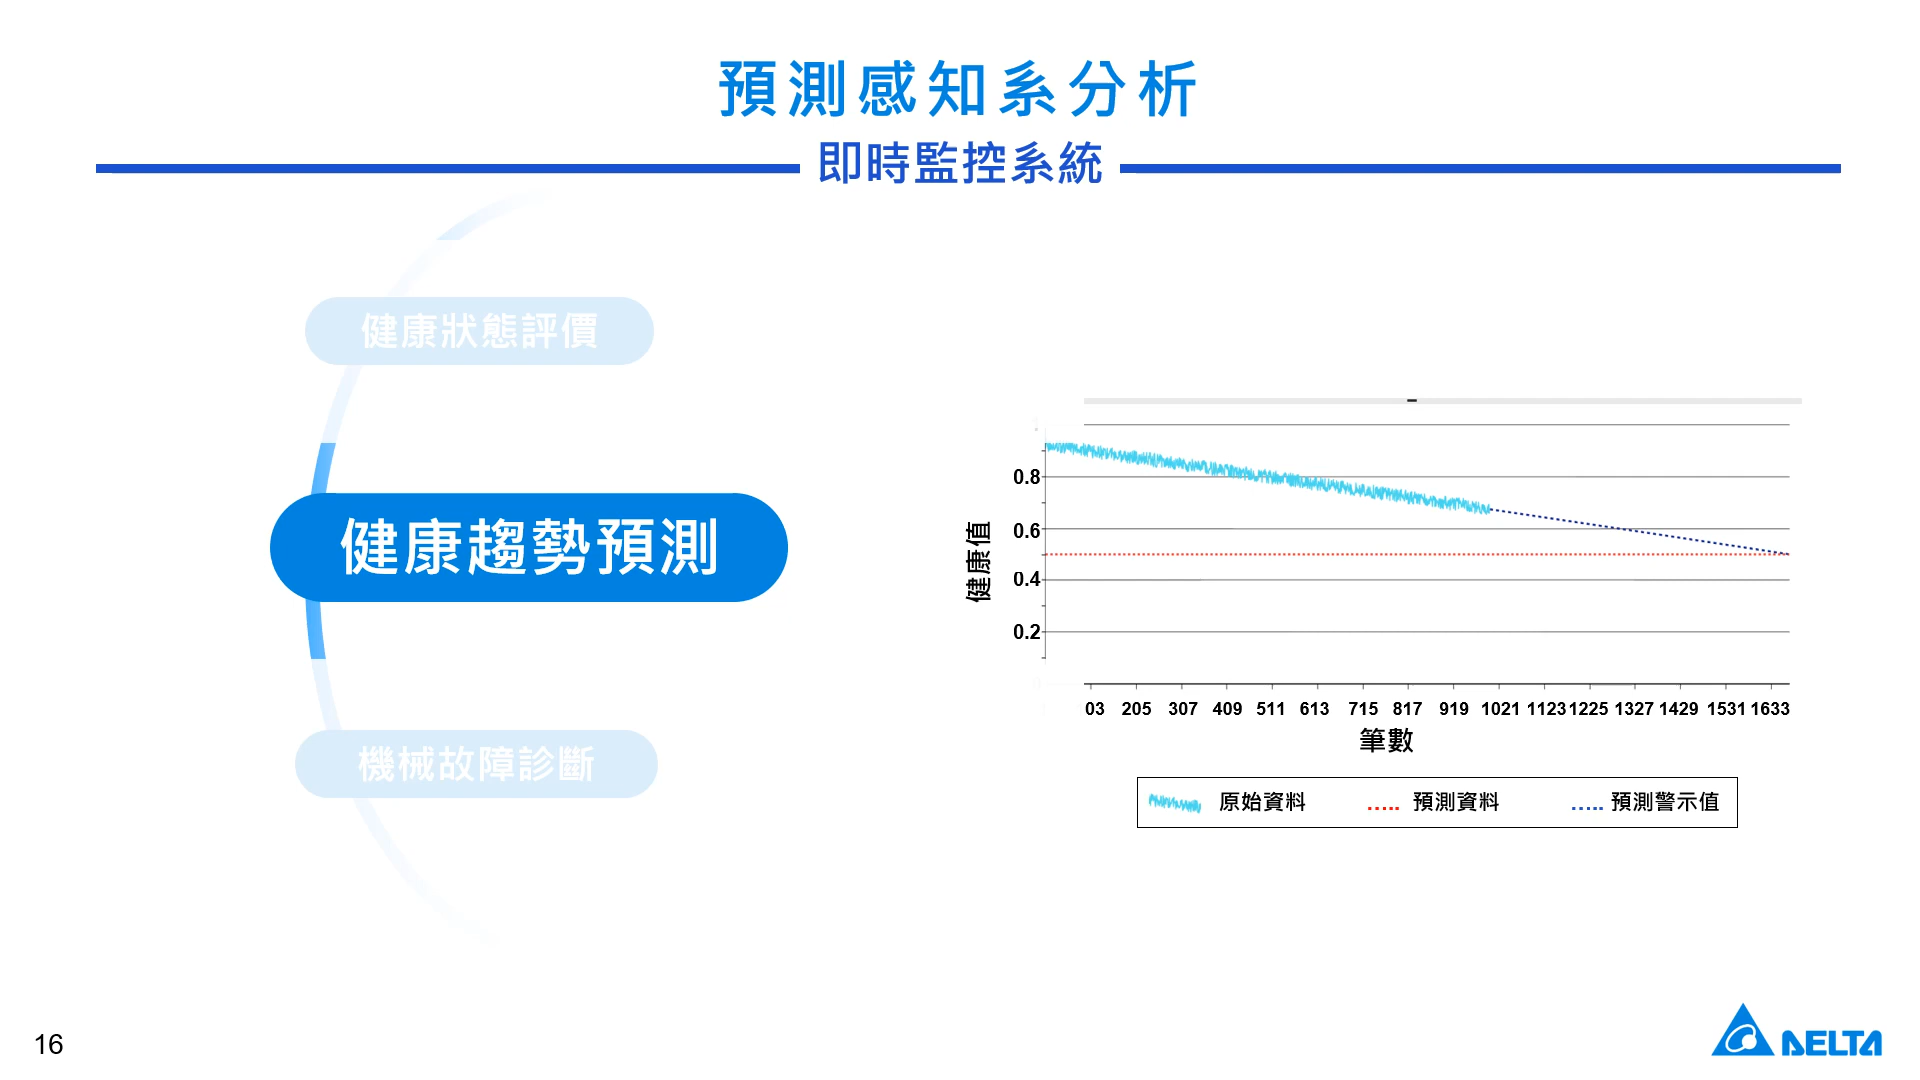 預測感知系分析
即時監控系統
健康狀態評價
健康趨勢預測
機械故障診斷
健康值
0.8
0.6
0.4
0.2
03 205 307 409 511 613 715 817 919 1021 1123 1225 1327 1429 1531 1633
筆數
原始資料 預測資料 預測警示值
16
DELTA